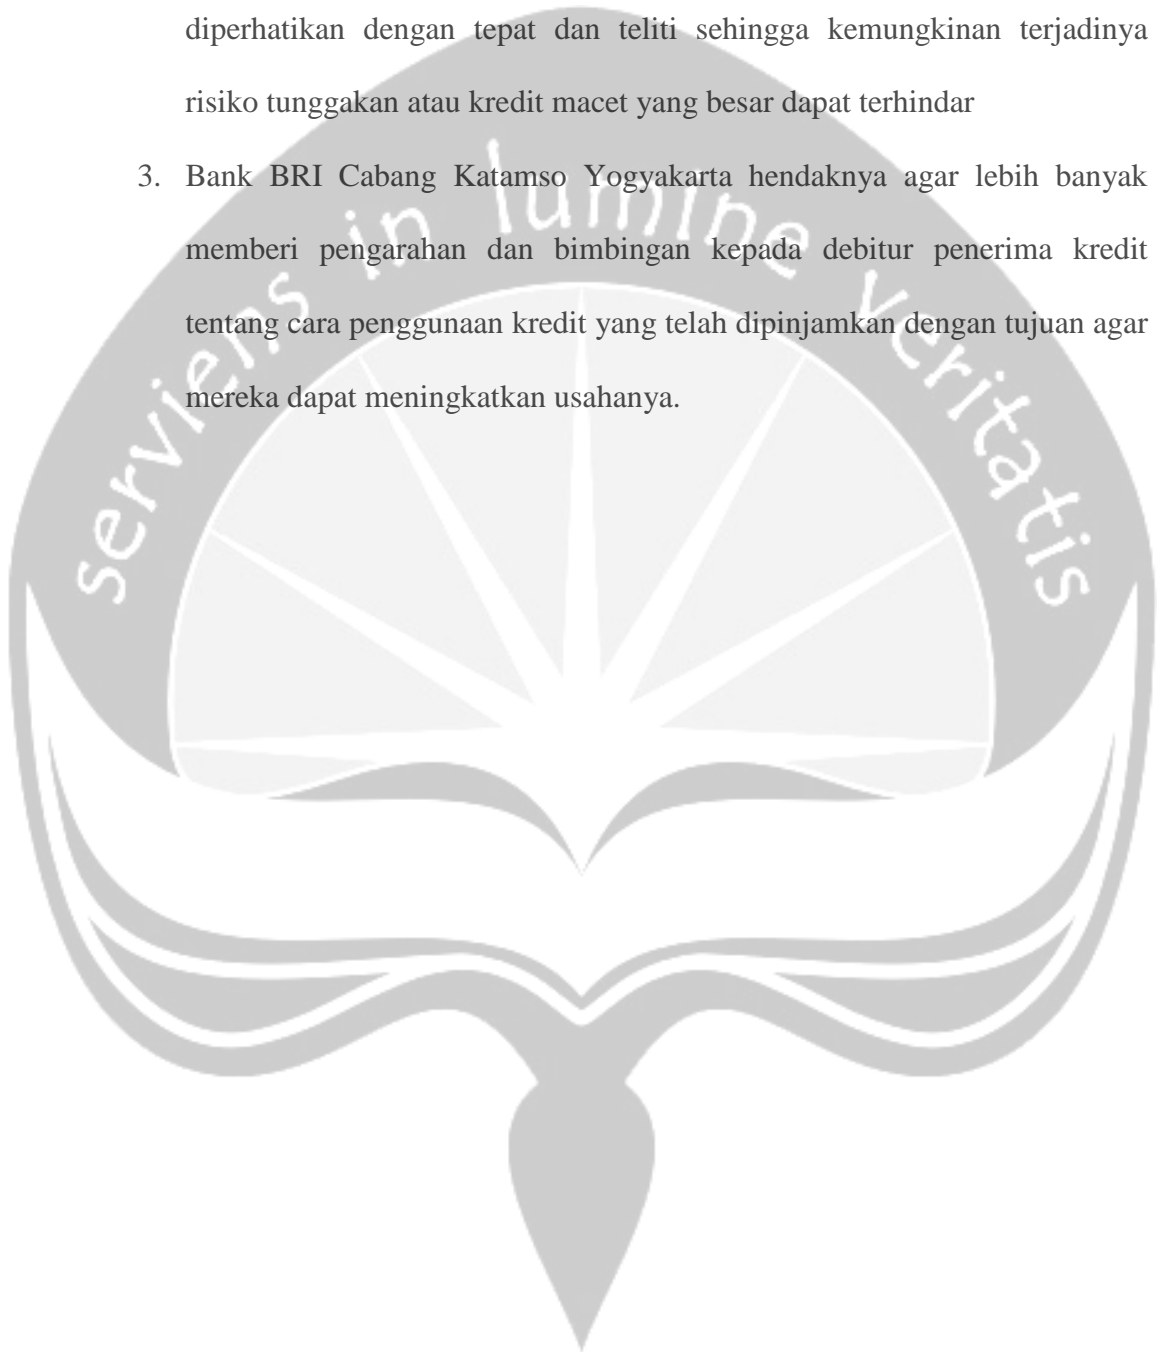 diperhatikan dengan tepat dan teliti sehingga kemungkinan terjadinya
risiko tunggakan atau kredit macet yang besar dapat terhindar
3. Bank BRI Cabang Katamso Yogyakarta hendaknya agar lebih banyak
memberi pengarahan dan bimbingan kepada debitur penerima kredit
tentang cara penggunaan kredit yang telah dipinjamkan dengan tujuan agar
mereka dapat meningkatkan usahanya.
serviens in lumine veritatis